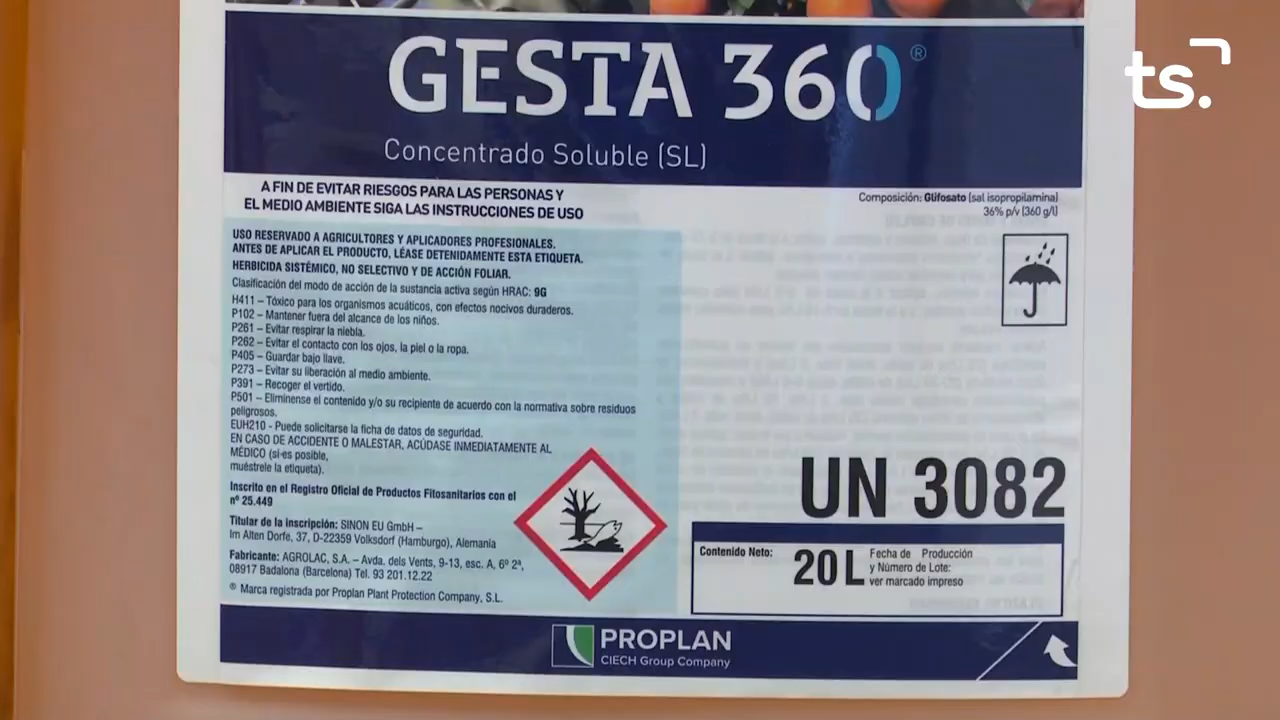 GESTA 360®
ts.
Concentrado Soluble (SL)
A FIN DE EVITAR RIESGOS PARA LAS PERSONAS Y
EL MEDIO AMBIENTE SIGA LAS INSTRUCCIONES DE USO
Composición: Glifosato (sal isopropilamina)
36% p/v (360 g/l)
USO RESERVADO A AGRICULTORES Y APLICADORES PROFESIONALES.
ANTES DE APLICAR EL PRODUCTO, LÉASE DETENIDAMENTE ESTA ETIQUETA.
HERBICIDA SISTÉMICO, NO SELECTIVO Y DE ACCIÓN FOLIAR.
Clasificación del modo de acción de la sustancia activa según HRAC: 9G
H411 – Tóxico para los organismos acuáticos, con efectos nocivos duraderos.
P102 – Mantener fuera del alcance de los niños.
P261 – Evitar respirar la niebla.
P262 – Evitar el contacto con los ojos, la piel o la ropa.
P405 – Guardar bajo llave.
P273 – Evitar su liberación al medio ambiente.
P391 – Recoger el vertido.
P501 – Elimínense el contenido y/o su recipiente de acuerdo con la normativa sobre residuos
peligrosos.
EUH210 - Puede solicitarse la ficha de datos de seguridad.
EN CASO DE ACCIDENTE O MALESTAR, ACÚDASE INMEDIATAMENTE AL
MÉDICO (si es posible,
muéstrele la etiqueta).
Inscrito en el Registro Oficial de Productos Fitosanitarios con el
nº 25.449
Titular de la inscripción: SINON EU GmbH –
Im Alten Dorfe, 37, D-22359 Volksdorf (Hamburgo), Alemania
Fabricante: AGROLAC, S.A. – Avda. dels Vents, 9-13, esc. A, 6º 2ª,
08917 Badalona (Barcelona) Tel. 93 201.12.22
® Marca registrada por Proplan Plant Protection Company, S.L.
UN 3082
Contenido Neto: 20 L
Fecha de Producción
y Número de Lote:
ver marcado impreso
PROPLAN
CIECH Group Company